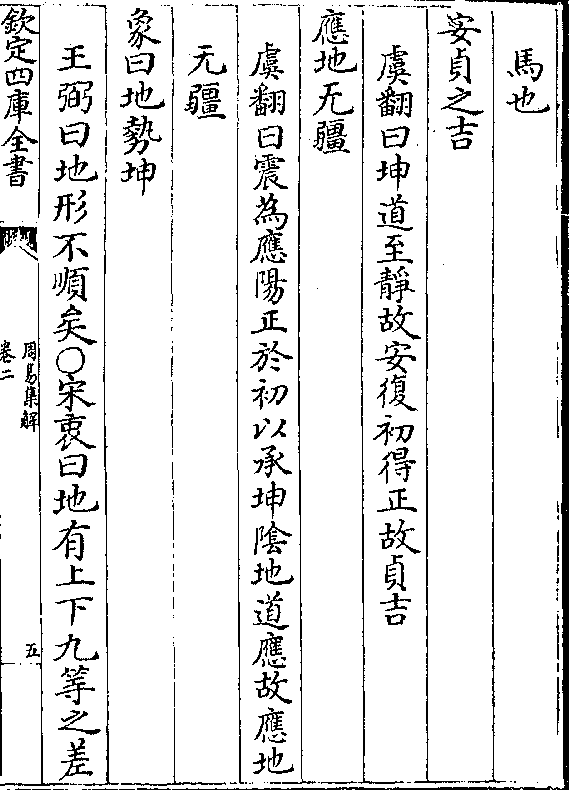 馬也
安貞之吉
虞翻曰坤道至靜故安復初得正故貞吉
應地无疆
虞翻曰震為應陽正於初以承坤陰地道應故應地
无疆
象曰地勢坤
王弼曰地形不順矣○宋衷曰地有上下九等之差
欽定四庫全書
周易集解
卷二
五